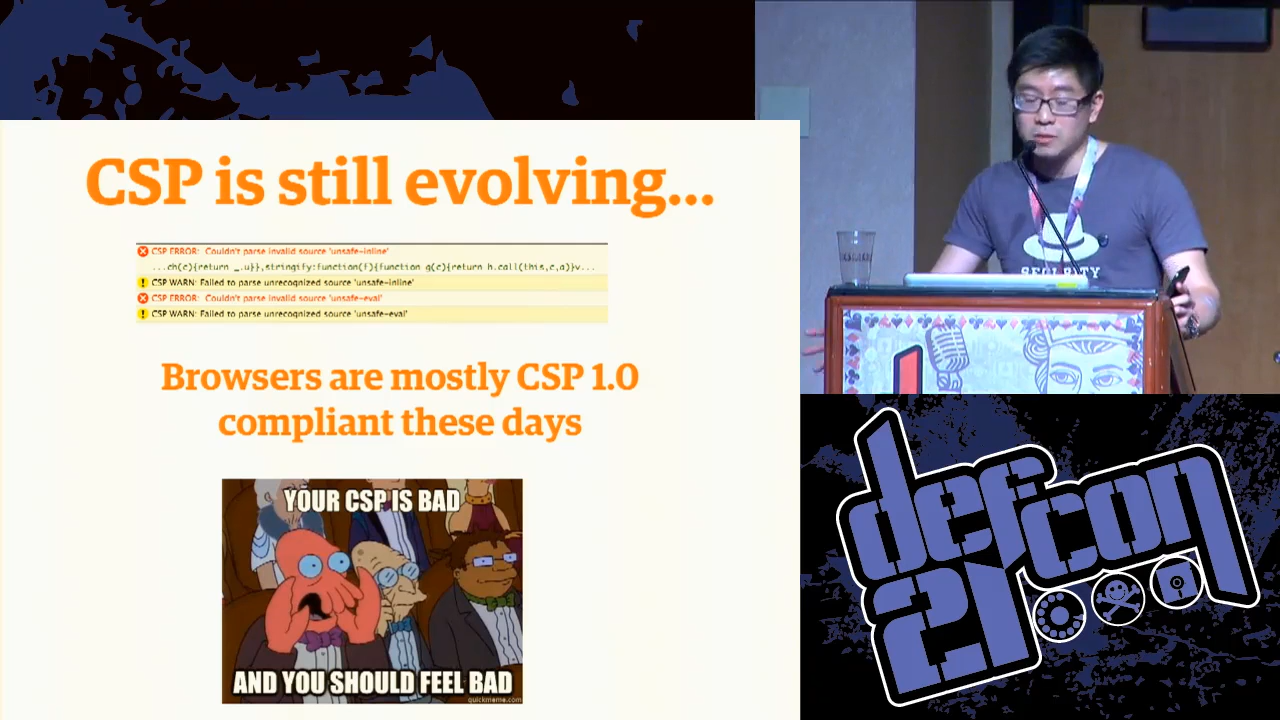 CSP is still evolving...
CSP ERROR: Couldn't parse invalid source 'unsafe-inline'
...ch(c){return _.u}},stringify:function(f){function g(c){return h.call(this,c,a)}v...
CSP WARN: Failed to parse unrecognized source 'unsafe-inline'
CSP ERROR: Couldn't parse invalid source 'unsafe-eval'
CSP WARN: Failed to parse unrecognized source 'unsafe-eval'
Browsers are mostly CSP 1.0
compliant these days
YOUR CSP IS BAD
AND YOU SHOULD FEEL BAD
quickmeme.com
SECURITY
defcon
21